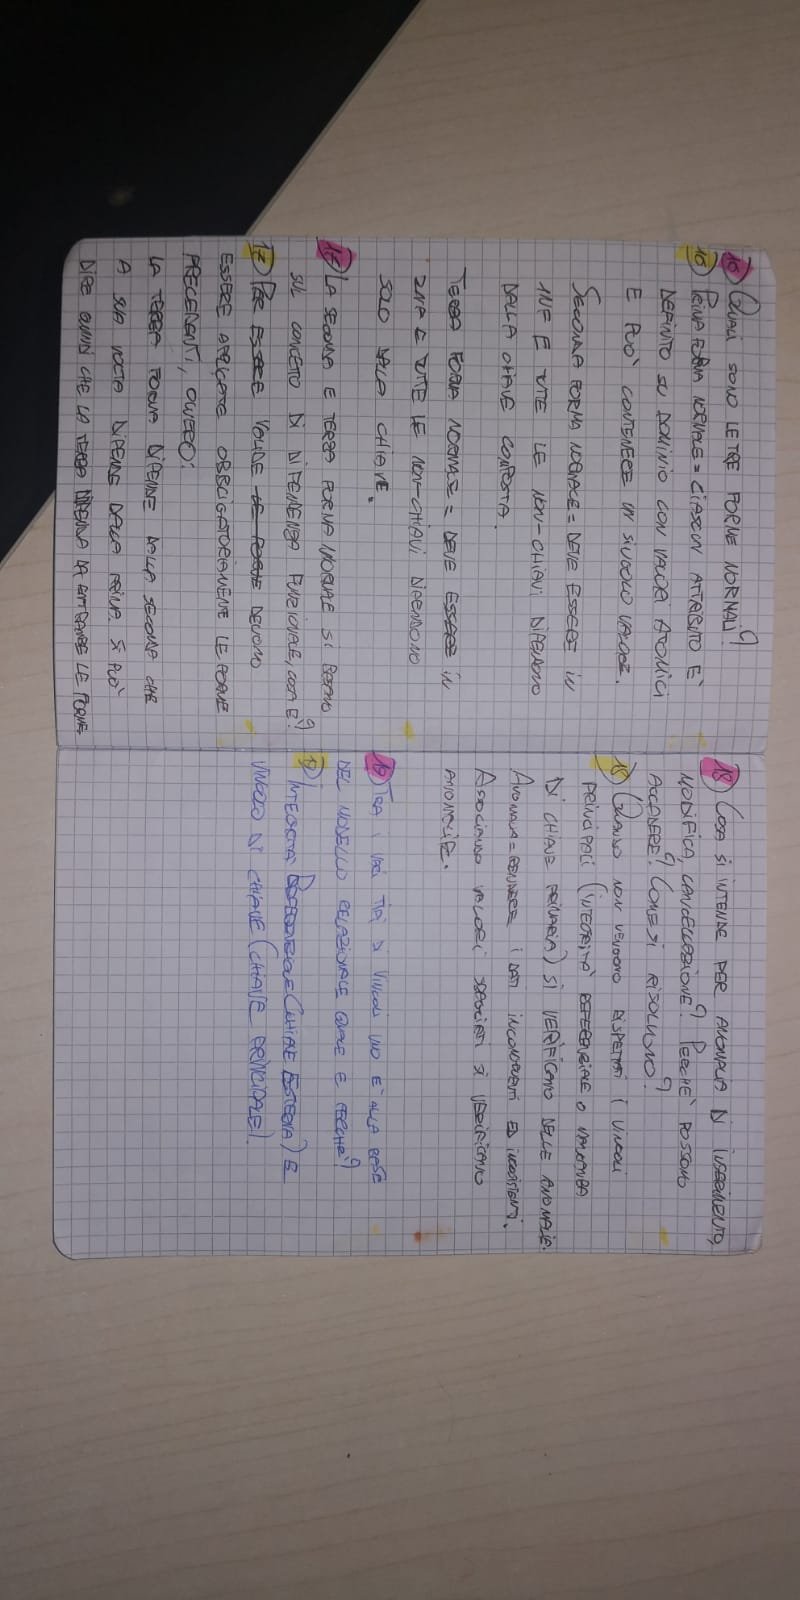 16) QUALI SONO LE TRE FORME NORMALI?
16) PRIMA FORMA NORMALE = CIASCUN ATTRIBUTO E'
DEFINITO SU DOMINIO CON VALORI ATOMICI
E PUO' CONTENERE UN SINGOLO VALORE.
SECONDA FORMA NORMALE = DEVE ESSERE IN
1NF E TUTE LE NON-CHIAVI DIPENDONO
DALLA CHIAVE COMPOSTA.
TERZA FORMA NORMALE = DEVE ESSERE IN
2NF E TUTE LE NON-CHIAVI DIPENDONO
SOLO DALLA CHIAVE.
17) LA SECONDA E TERZA FORMA NORMALE SI BASANO
SUL CONCETO DI DIPENDENZA FUNZIONALE, COSA E'?
17) PER ESSERE VALIDE LE FORME DEVONO
ESSERE APPLICATE OBBLIGATORIAMENTE LE FORME
PRECEDENTI, OVVERO:
LA TERZA FORMA DIPENDE DALLA SECONDA CHE
A SUA VOLTA DIPENDE DALLA PRIMA. SI PUO'
DIRE QUINDI CHE LA TERZA DIPENDA DA ENTRAMBE LE FORME
18) COSA SI INTENDE PER ANOMALIA DI INSERIMENTO,
MODIFICA, CANCELLAZIONE? PERCHE' POSSONO
ACCADERE? COME SI RISOLVONO?
18) QUANDO NON VENGONO RISPETTATI I VINCOLI
PRINCIPALI (INTEGRITA' REFERENZIALE O MANCANZA
DI CHIAVE PRIMARIA) SI VERIFICANO DELLE ANOMALIE.
ANOMALIA = RENDERE I DATI INCONGRUENTI ED INCOSISTENTI.
ASSOCIANDO VALORI SBAGLIATI SI VERIFICANO
ANOMALIE.
19) TRA I VARI TIPI DI VINCOLI UNO E' ALLA BASE
DEL MODELLO RELAZIONALE QUALE E PERCHE'?
19) INTEGRITA' REFERENZIALE (CHIAVE ESTERNA) E
VINCOLO DI CHIAVE (CHIAVE PRINCIPALE).